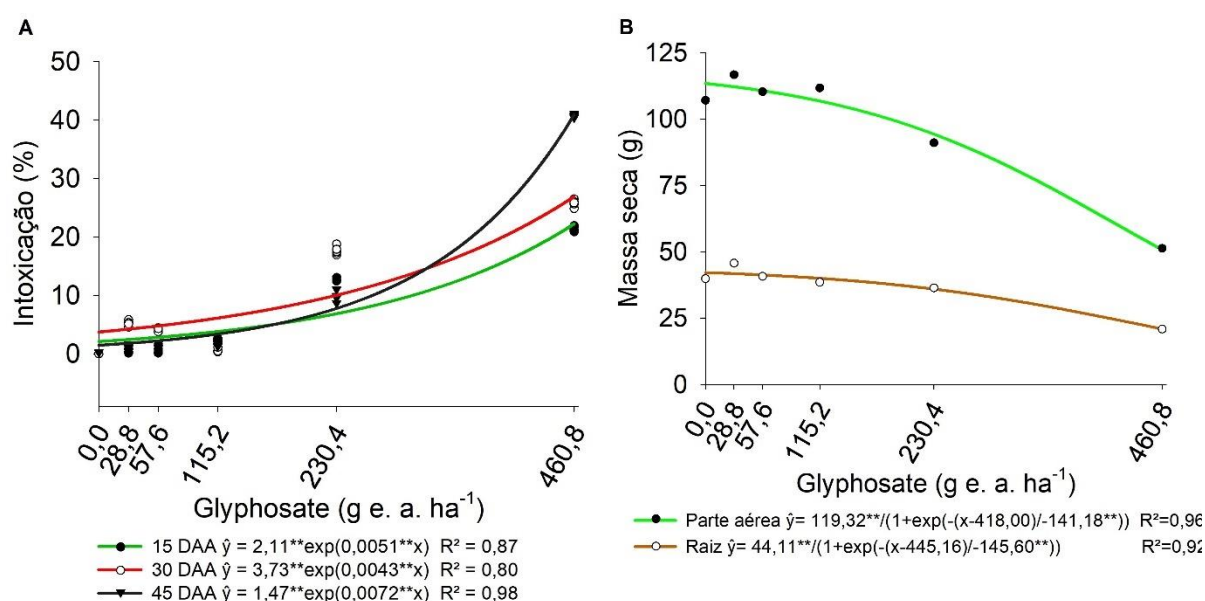 A
Intoxicação (%)
50
40
30
20
10
0
0,0
28,8
57,6
115,2
230,4
460,8
Glyphosate (g e. a. ha⁻¹)
15 DAA ŷ = 2,11**exp(0,0051**x) R² = 0,87
30 DAA ŷ = 3,73**exp(0,0043**x) R² = 0,80
45 DAA ŷ = 1,47**exp(0,0072**x) R² = 0,98
B
Massa seca (g)
125
100
75
50
25
0
0,0
28,8
57,6
115,2
230,4
460,8
Glyphosate (g e. a. ha⁻¹)
Parte aérea ŷ= 119,32**/(1+exp(-(x-418,00)/-141,18**)) R²=0,96
Raiz ŷ= 44,11**/(1+exp(-(x-445,16)/-145,60**)) R²=0,92